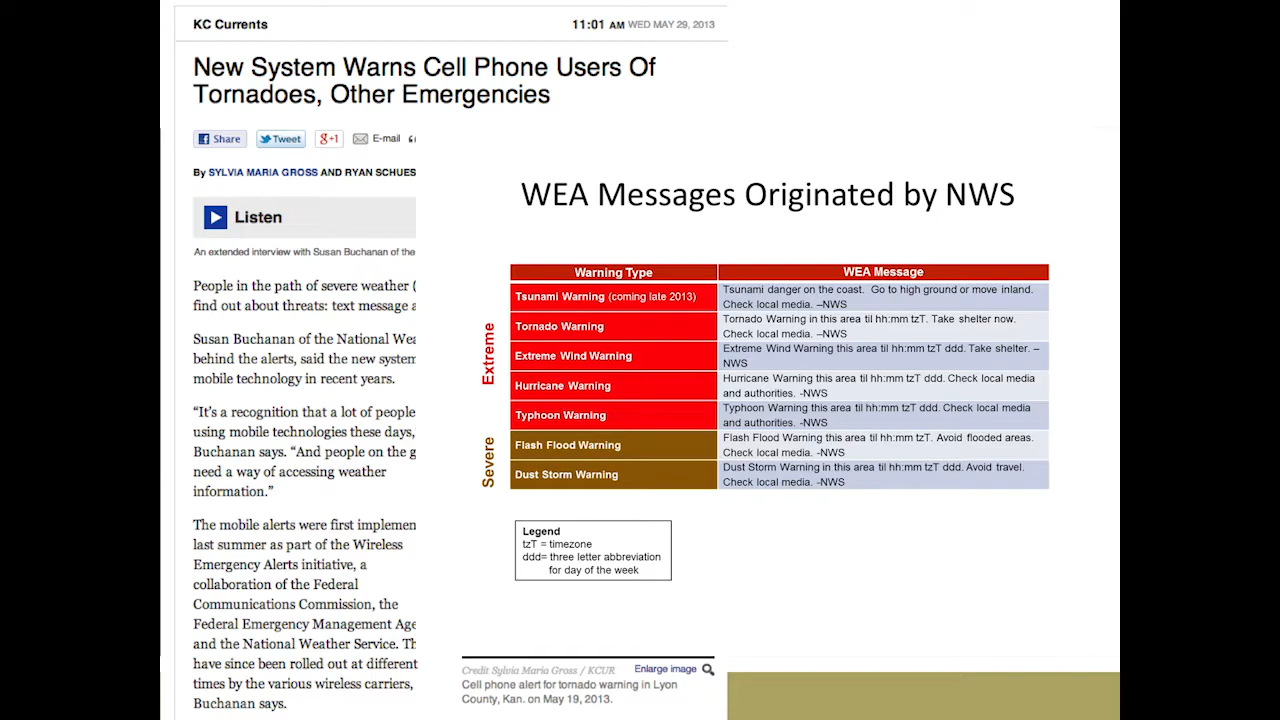 KC Currents
11:01 AM WED MAY 29, 2013
New System Warns Cell Phone Users Of
Tornadoes, Other Emergencies
Share
Tweet
g+1
E-mail
By SYLVIA MARIA GROSS AND RYAN SCHUES
Listen
An extended interview with Susan Buchanan of the
People in the path of severe weather (
find out about threats: text message a
Susan Buchanan of the National Wea
behind the alerts, said the new system
mobile technology in recent years.
“It’s a recognition that a lot of people
using mobile technologies these days,
Buchanan says. “And people on the g
need a way of accessing weather
information.”
The mobile alerts were first implemen
last summer as part of the Wireless
Emergency Alerts initiative, a
collaboration of the Federal
Communications Commission, the
Federal Emergency Management Age
and the National Weather Service. Th
have since been rolled out at different
times by the various wireless carriers,
Buchanan says.
WEA Messages Originated by NWS
Warning Type
WEA Message
Extreme
Tsunami Warning (coming late 2013)
Tsunami danger on the coast. Go to high ground or move inland.
Check local media. –NWS
Tornado Warning
Tornado Warning in this area til hh:mm tzT. Take shelter now.
Check local media. –NWS
Extreme Wind Warning
Extreme Wind Warning this area til hh:mm tzT ddd. Take shelter. –
NWS
Hurricane Warning
Hurricane Warning this area til hh:mm tzT ddd. Check local media
and authorities. -NWS
Typhoon Warning
Typhoon Warning this area til hh:mm tzT ddd. Check local media
and authorities. -NWS
Severe
Flash Flood Warning
Flash Flood Warning this area til hh:mm tzT. Avoid flooded areas.
Check local media. -NWS
Dust Storm Warning
Dust Storm Warning in this area til hh:mm tzT ddd. Avoid travel.
Check local media. -NWS
Legend
tzT = timezone
ddd= three letter abbreviation
for day of the week
Credit Sylvia Maria Gross / KCUR
Enlarge image
Cell phone alert for tornado warning in Lyon
County, Kan. on May 19, 2013.